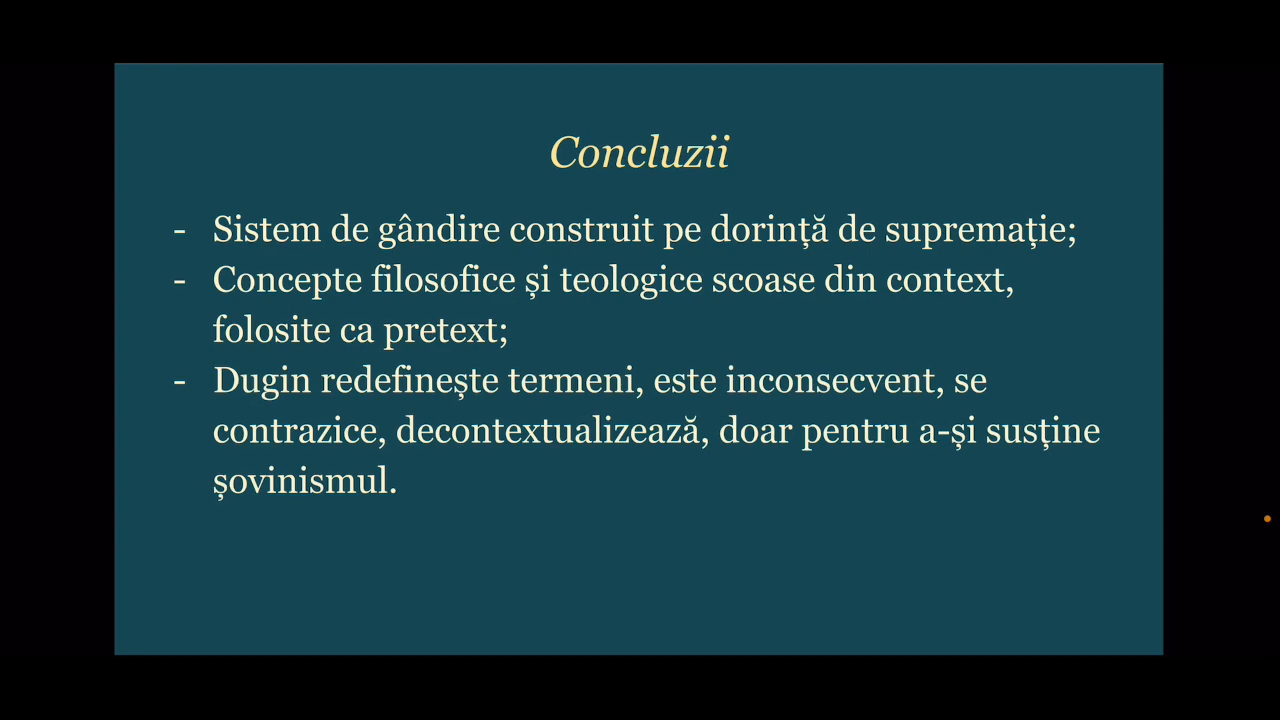 Concluzii
- Sistem de gândire construit pe dorință de supremație;
- Concepte filosofice și teologice scoase din context,
folosite ca pretext;
- Dugin redefinește termeni, este inconsecvent, se
contrazice, decontextualizează, doar pentru a-și susține
șovinismul.